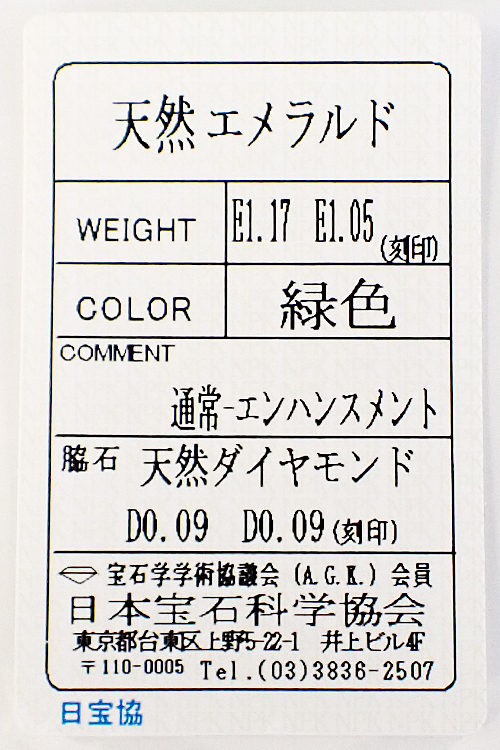 天然エメラルド
WEIGHT E1.17 E1.05 (刻印)
COLOR 緑色
COMMENT
通常-エンハンスメント
脇石 天然ダイヤモンド
D0.09 D0.09 (刻印)
宝石学学術協議会 (A.G.K.) 会員
日本宝石科学協会
東京都台東区上野5-22-1 井上ビル4F
〒110-0005 Tel.(03)3836-2507
日宝協